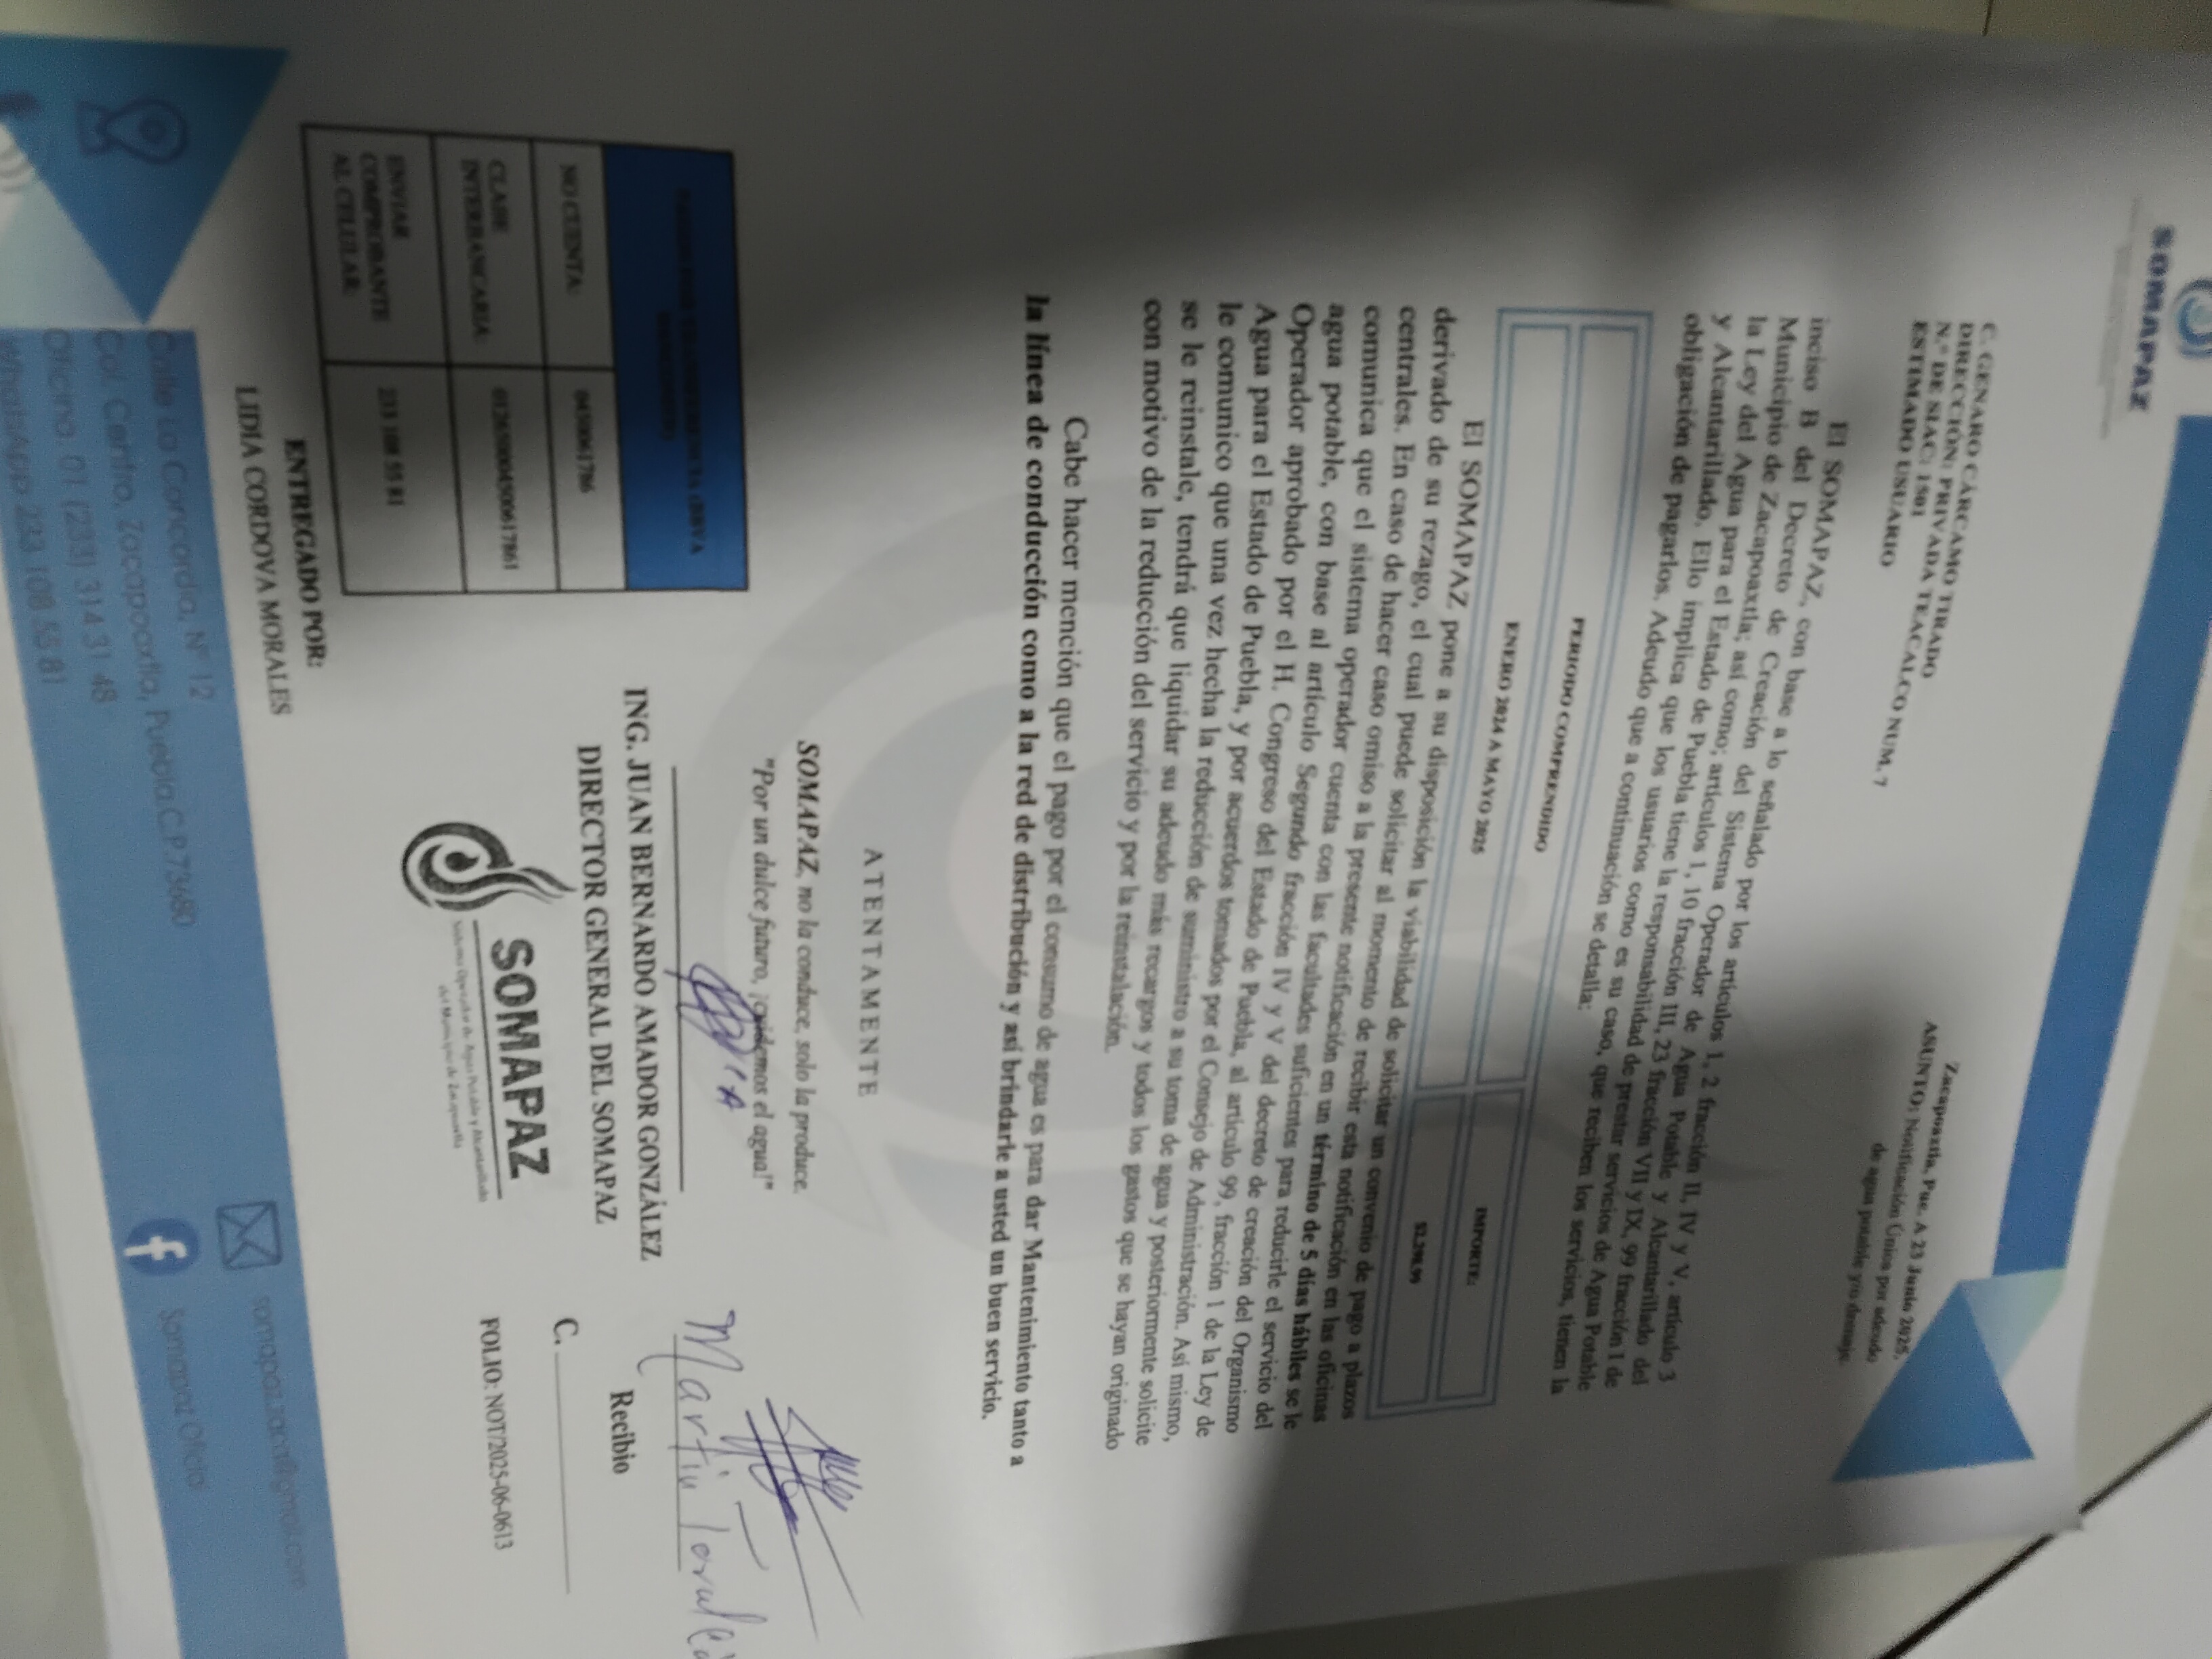 SOMAPAZ
Zacapoaxtla, Pue. A 23 Junio 2025.
ASUNTO: Notificación Única por adeudo
de agua potable y/o drenaje.
C. GENARO CÁRCAMO TIRADO
DIRECCIÓN: PRIVADA TEACALCO NUM. 7
N.° DE SIAC: 1501
ESTIMADO USUARIO
El SOMAPAZ, con base a lo señalado por los artículos 1, 2 fracción II, IV y V, artículo 3
inciso B del Decreto de Creación del Sistema Operador de Agua Potable y Alcantarillado del
Municipio de Zacapoaxtla; así como; artículos 1, 10 fracción III, 23 fracción VII y IX, 99 fracción I de
la Ley del Agua para el Estado de Puebla tiene la responsabilidad de prestar servicios de Agua Potable
y Alcantarillado. Ello implica que los usuarios como es su caso, que reciben los servicios, tienen la
obligación de pagarlos. Adeudo que a continuación se detalla:
PERIODO COMPRENDIDO IMPORTE:
ENERO 2024 A MAYO 2025 $2,298.99
El SOMAPAZ pone a su disposición la viabilidad de solicitar un convenio de pago a plazos
derivado de su rezago, el cual puede solicitar al momento de recibir esta notificación en las oficinas
centrales. En caso de hacer caso omiso a la presente notificación en un término de 5 días hábiles se le
comunica que el sistema operador cuenta con las facultades suficientes para reducirle el servicio del
agua potable, con base al artículo Segundo fracción IV y V del decreto de creación del Organismo
Operador aprobado por el H. Congreso del Estado de Puebla, al artículo 99, fracción 1 de la Ley de
Agua para el Estado de Puebla, y por acuerdos tomados por el Consejo de Administración. Así mismo,
le comunico que una vez hecha la reducción de suministro a su toma de agua y posteriormente solicite
se le reinstale, tendrá que liquidar su adeudo más recargos y todos los gastos que se hayan originado
con motivo de la reducción del servicio y por la reinstalación.
Cabe hacer mención que el pago por el consumo de agua es para dar Mantenimiento tanto a
la línea de conducción como a la red de distribución y así brindarle a usted un buen servicio.
ATENTAMENTE
SOMAPAZ, no la conduce, solo la produce.
"Por un dulce futuro, ¡cuidemos el agua!"
ING. JUAN BERNARDO AMADOR GONZÁLEZ
DIRECTOR GENERAL DEL SOMAPAZ
SOMAPAZ
Sistema Operador de Agua Potable y Alcantarillado
del Municipio de Zacapoaxtla
Martin
Recibio
C.
FOLIO: NOT/2025-06-0613
NO CUENTA: 0450061786
CLABE
INTERBANCARIA:
ENVIAR
COMPROBANTE
AL CELULAR: 233 108 55 81
ENTREGADO POR:
LIDIA CORDOVA MORALES
Calle La Concordia, N° 12
Col. Centro, Zacapoaxtla, Puebla.C.P.73680
Oficina: 01 (233) 314 31 48
WhatsApp: 233 108 55 81
somapazzan@gmail.com
Somapaz Oficial